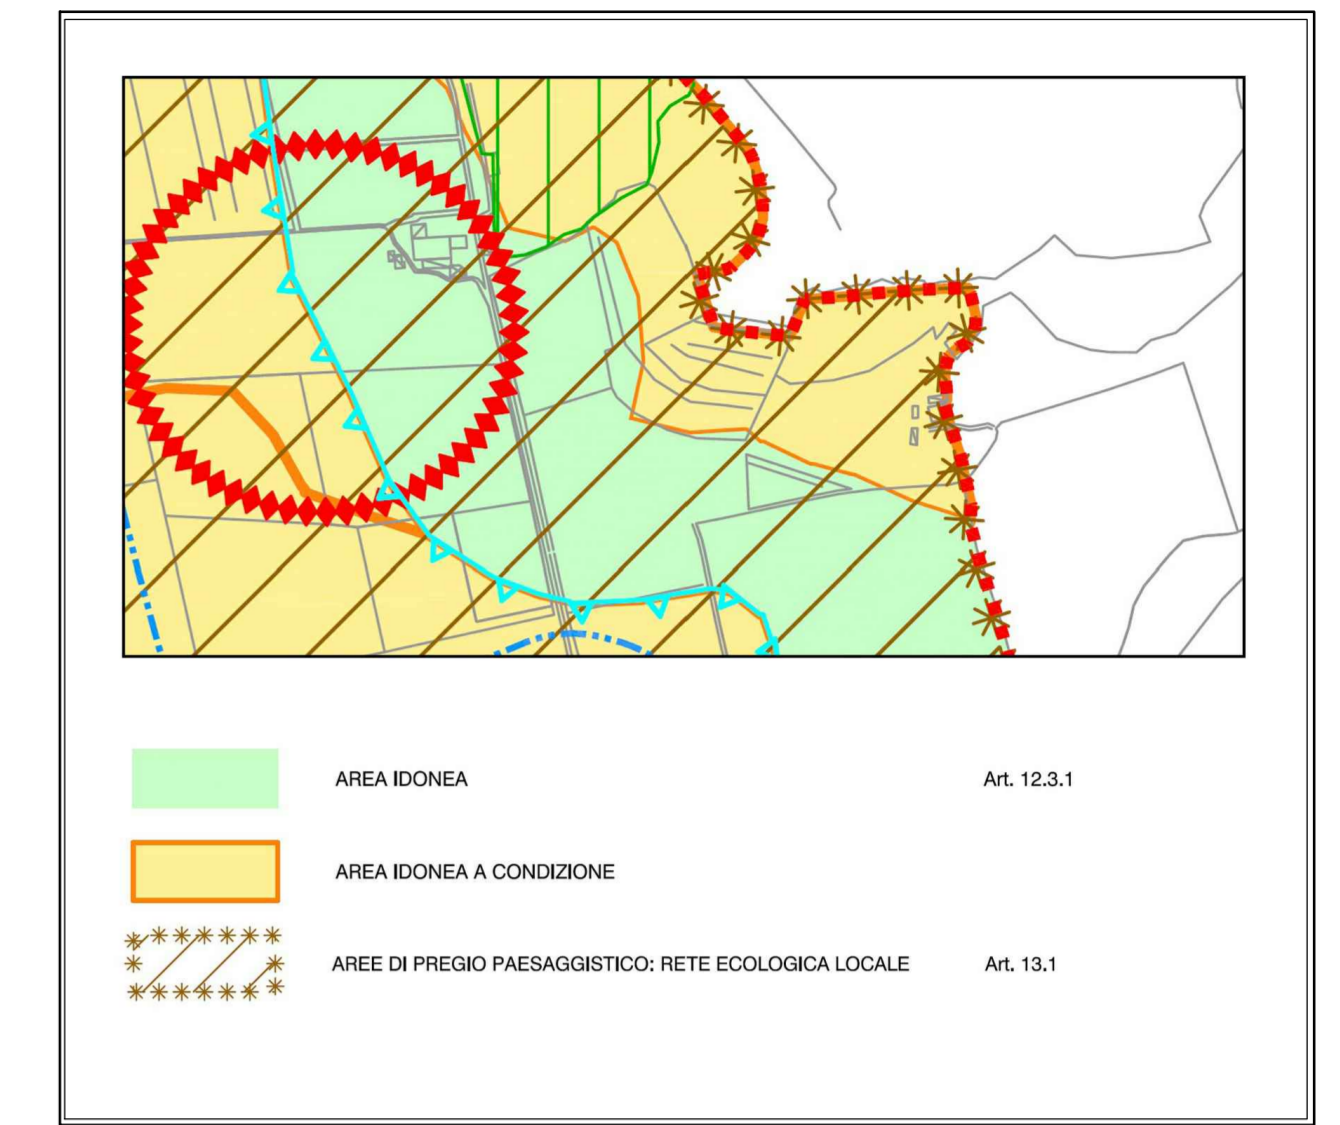 AREA IDONEA Art. 12.3.1
AREA IDONEA A CONDIZIONE
AREE DI PREGIO PAESAGGISTICO: RETE ECOLOGICA LOCALE Art. 13.1